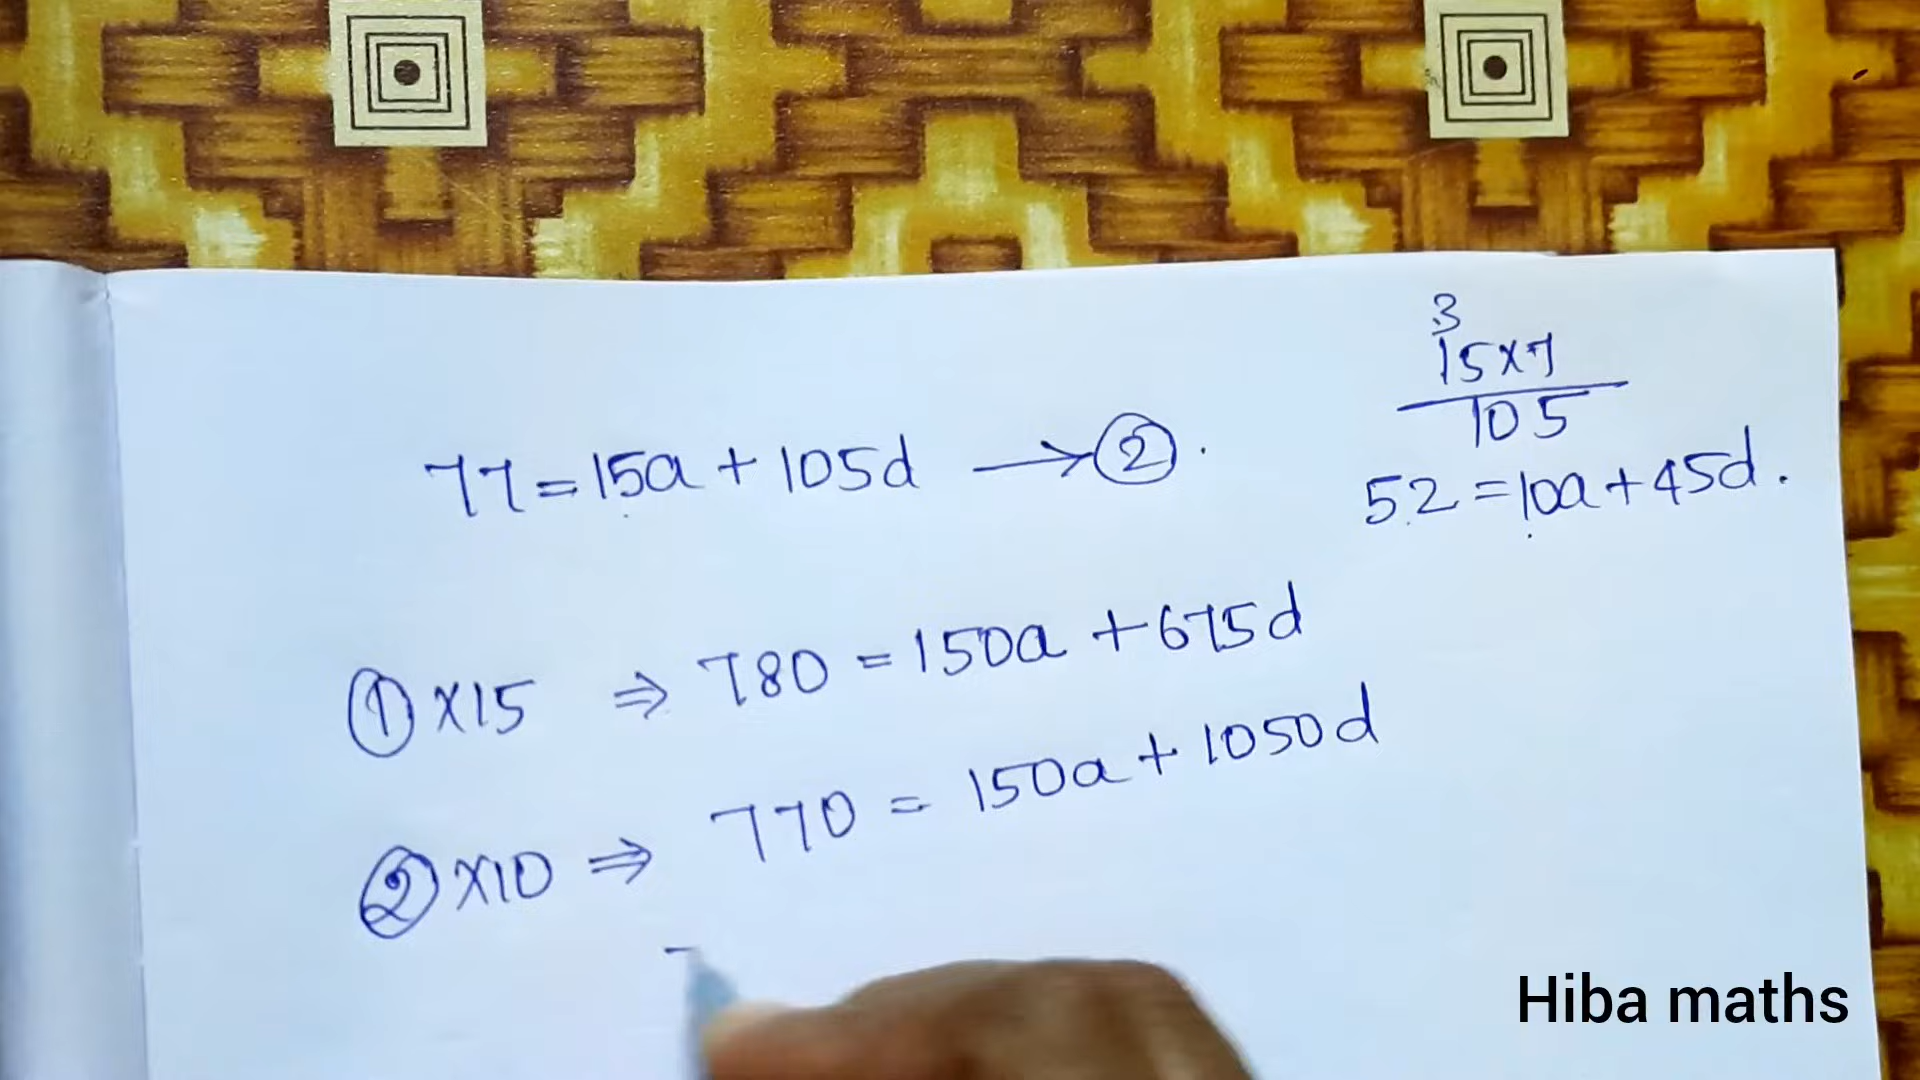 3
15×7
105
77=15a+105d → ② .
52=10a+45d.
① ×15 ⇒ 780 = 150a +675d
② ×10 ⇒ 770 = 150a + 1050d
Hiba maths